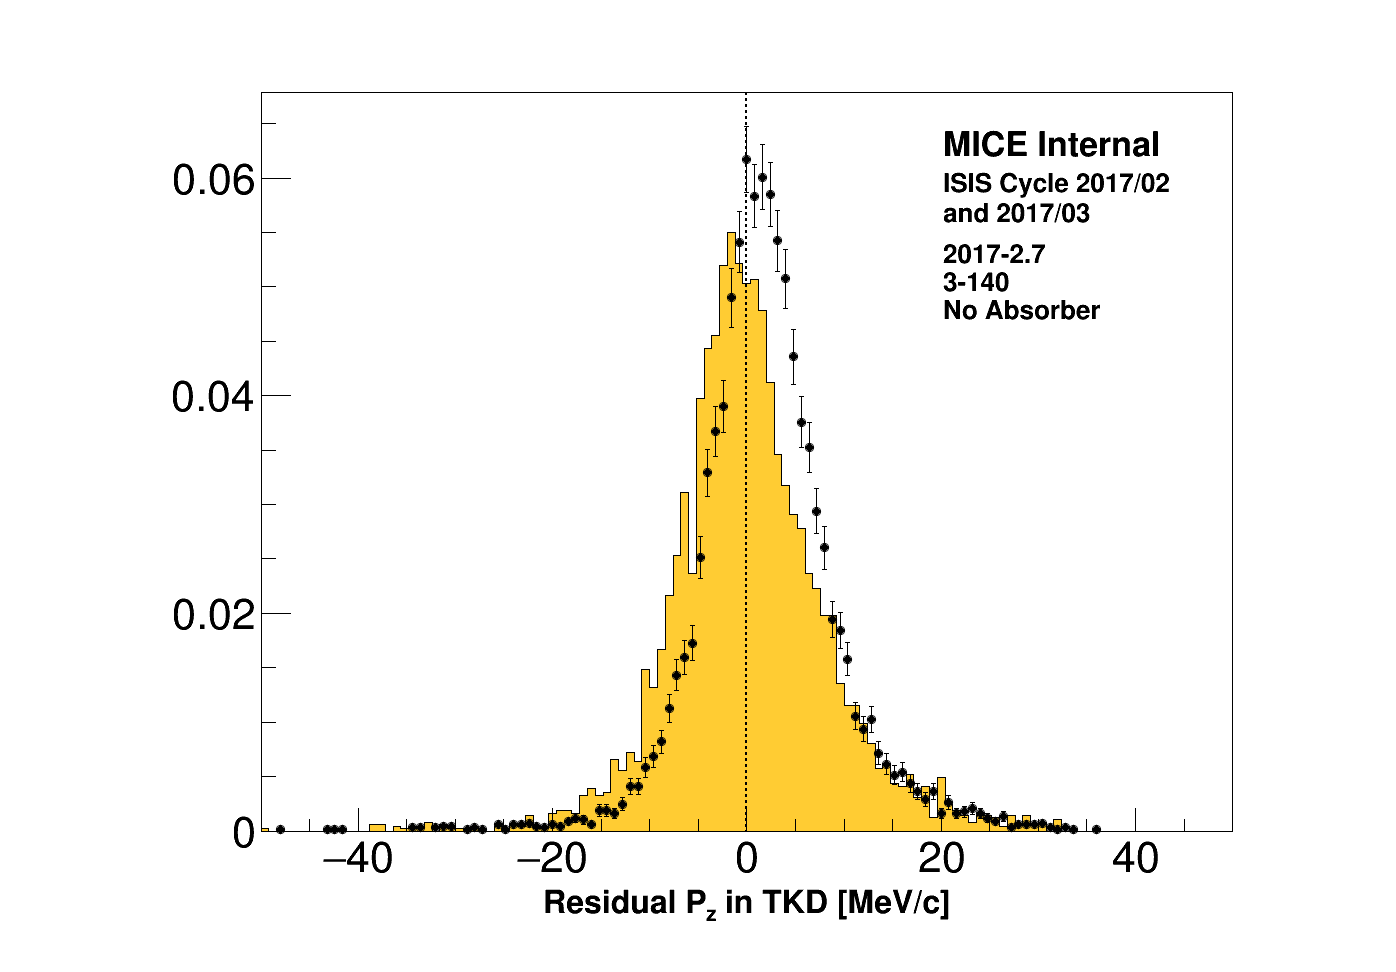 MICE Internal
ISIS Cycle 2017/02
and 2017/03
2017-2.7
3-140
No Absorber
0.06
0.04
0.02
0
−40
−20
0
20
40
Residual Pz in TKD [MeV/c]